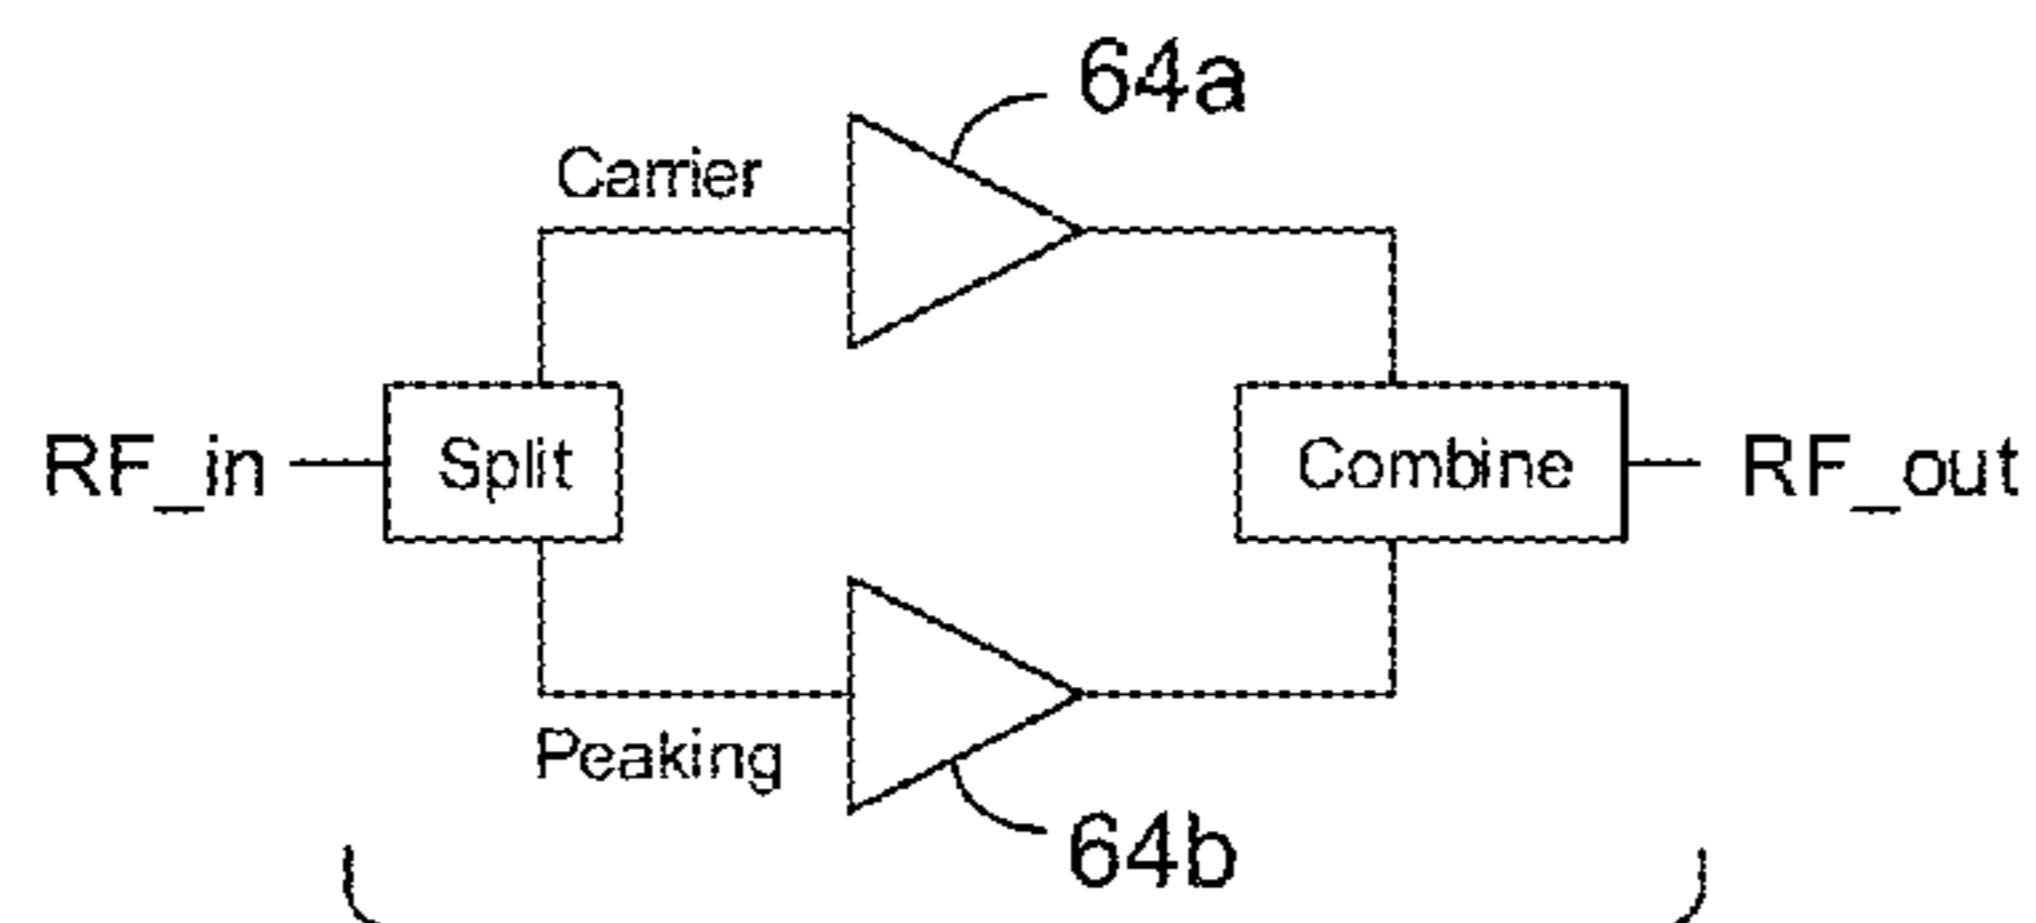 64a
Carrier
RF_in
Split
Combine
RF_out
Peaking
64b